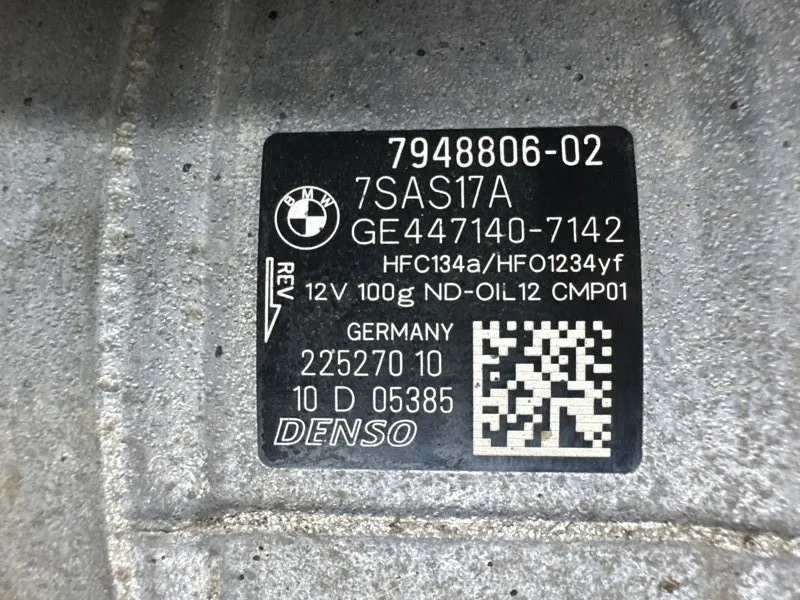 7948806-02
BMW
7SAS17A
GE447140-7142
HFC134a/HFO1234yf
REV
12V 100g ND-OIL12 CMP01
GERMANY
225270 10
10 D 05385
DENSO